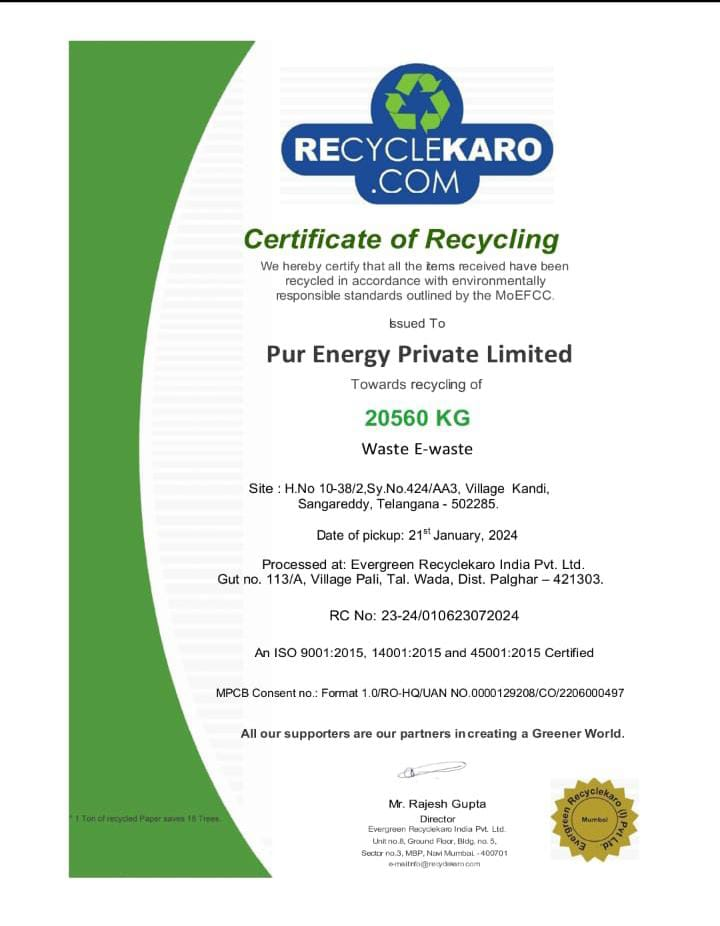 RECYCLEKARO
.COM
Certificate of Recycling
We hereby certify that all the items received have been
recycled in accordance with environmentally
responsible standards outlined by the MoEFCC.
Issued To
Pur Energy Private Limited
Towards recycling of
20560 KG
Waste E-waste
Site : H.No 10-38/2,Sy.No.424/AA3, Village Kandi,
Sangareddy, Telangana - 502285.
Date of pickup: 21st January, 2024
Processed at: Evergreen Recyclekaro India Pvt. Ltd.
Gut no. 113/A, Village Pali, Tal. Wada, Dist. Palghar – 421303.
RC No: 23-24/010623072024
An ISO 9001:2015, 14001:2015 and 45001:2015 Certified
MPCB Consent no.: Format 1.0/RO-HQ/UAN NO.0000129208/CO/2206000497
All our supporters are our partners in creating a Greener World.
* 1 Ton of recycled Paper saves 18 Trees.
Mr. Rajesh Gupta
Director
Evergreen Recyclekaro India Pvt. Ltd.
Unit no.8, Ground Floor, Bldg. no. 5,
Sector no.3, MBP, Navi Mumbai. - 400701
e-mail:info@recyclekaro.com
Evergreen Recyclekaro (I) Pvt Ltd.
Mumbai